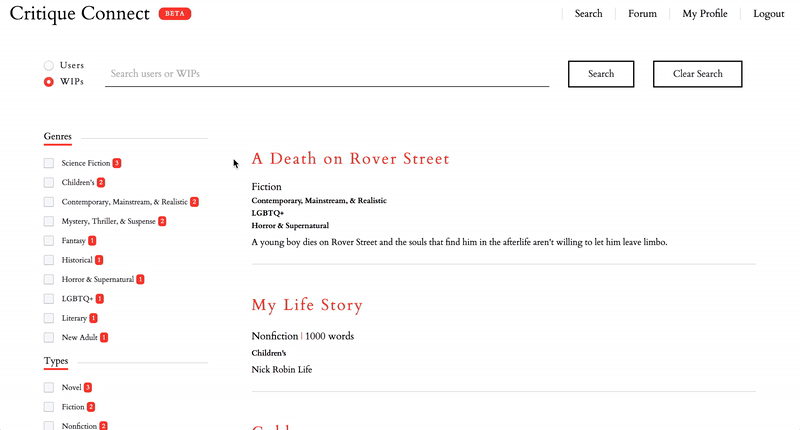 Critique Connect BETA
Search Forum My Profile Logout
Users
WIPs
Search users or WIPs
Search
Clear Search
Genres
Science Fiction 3
Children's 2
Contemporary, Mainstream, & Realistic 2
Mystery, Thriller, & Suspense 2
Fantasy 1
Historical 1
Horror & Supernatural 1
LGBTQ+ 1
Literary 1
New Adult 1
Types
Novel 3
Fiction 2
Nonfiction 2
A Death on Rover Street
Fiction
Contemporary, Mainstream, & Realistic
LGBTQ+
Horror & Supernatural
A young boy dies on Rover Street and the souls that find him in the afterlife aren't willing to let him leave limbo.
My Life Story
Nonfiction | 1000 words
Children's
Nick Robin Life